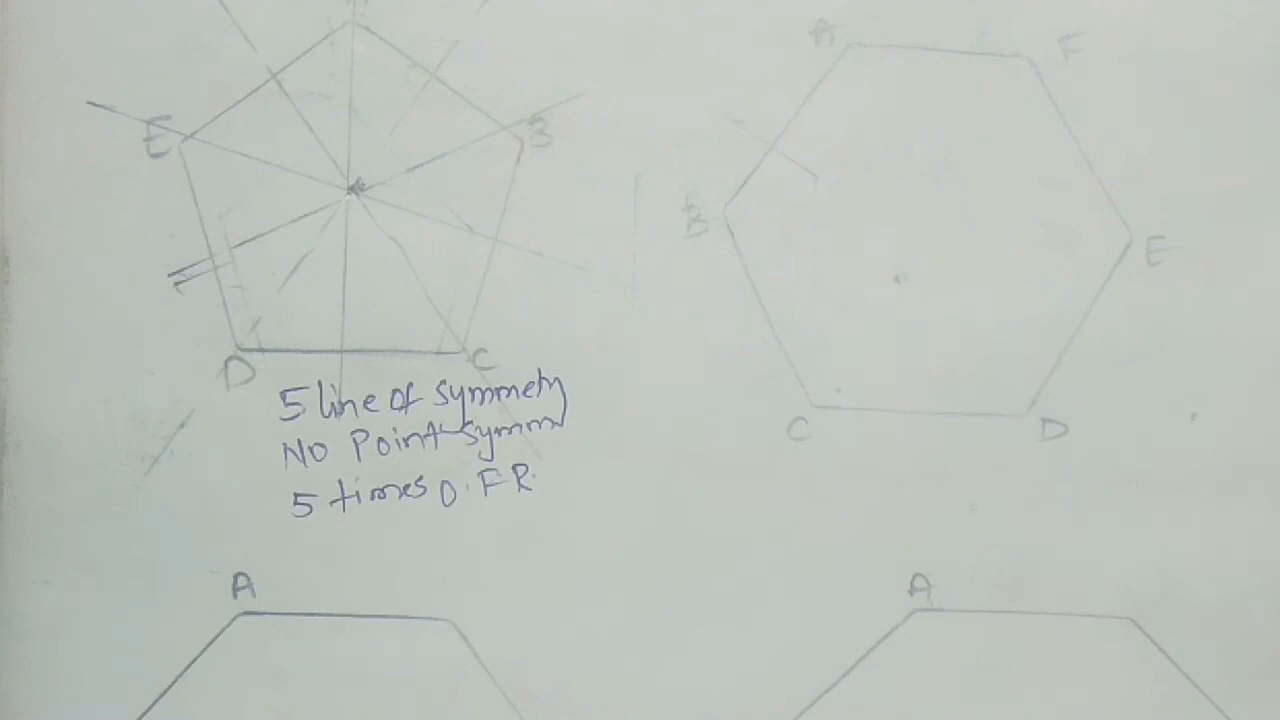 A
F
E
B
B
E
D
C
C
D
5 line of symmety
No Point symm
5 times O.F.R.
A
A